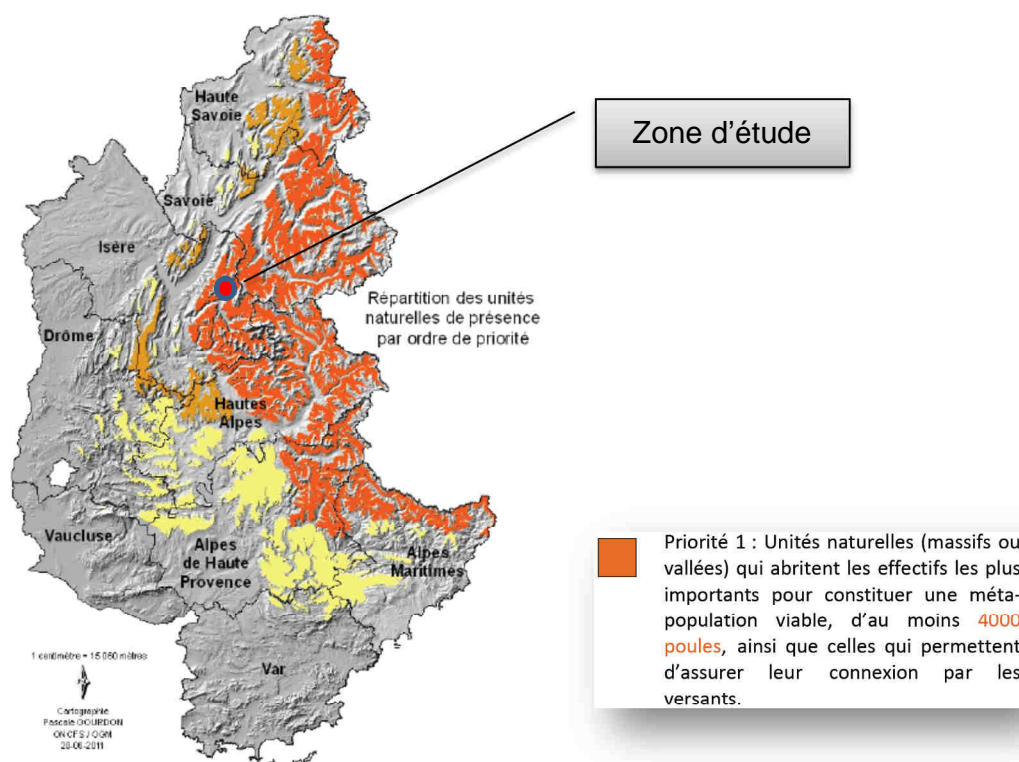 Zone d'étude
Haute
Savoie
Savoie
Isère
Répartition des unités
naturelles de présence
par ordre de priorité
Drôme
Hautes
Alpes
Vaucluse
Alpes
de Haute
Provence
Alpes
Maritimes
Var
1 centimètre = 15 060 mètres
Cartographie
Pascale GOURDON
ONCFS / OGM
28-06-2011
Priorité 1 : Unités naturelles (massifs ou
vallées) qui abritent les effectifs les plus
importants pour constituer une méta-
population viable, d'au moins 4000
poules, ainsi que celles qui permettent
d'assurer leur connexion par les
versants.